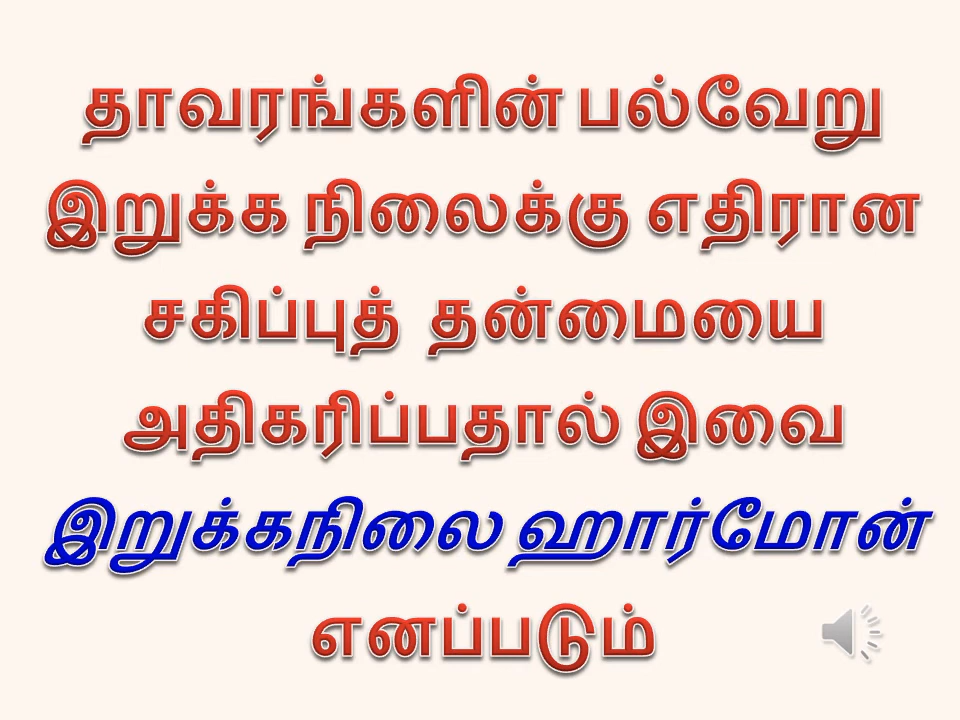 தாவரங்களின் பல்வேறு
இறுக்க நிலைக்கு எதிரான
சகிப்புத் தன்மையை
அதிகரிப்பதால் இவை
இறுக்கநிலை ஹார்மோன்
எனப்படும்